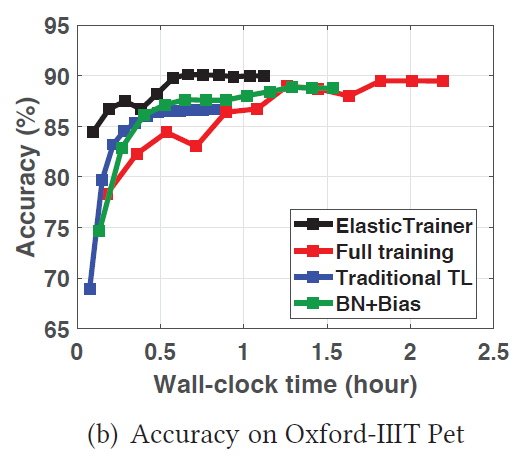 95
90
85
80
75
70
65
Accuracy (%)
ElasticTrainer
Full training
Traditional TL
BN+Bias
0 0.5 1 1.5 2 2.5
Wall-clock time (hour)
(b) Accuracy on Oxford-IIIT Pet